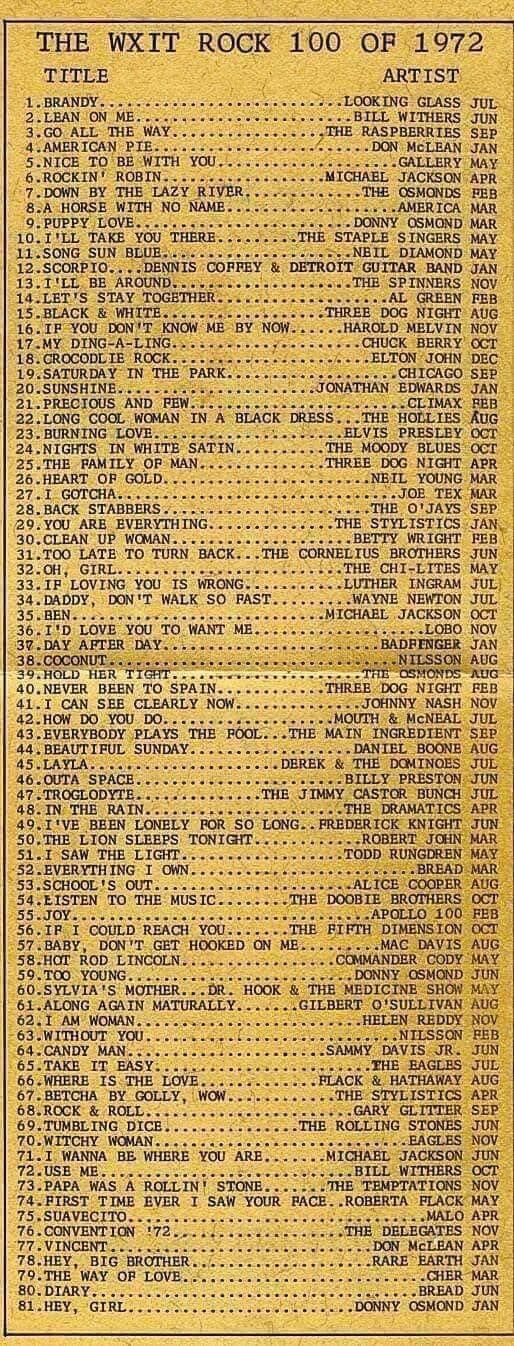 THE WXIT ROCK 100 OF 1972
TITLE ARTIST
1.BRANDY...LOOKING GLASS JUL
2.LEAN ON ME...BILL WITHERS JUN
3.GO ALL THE WAY...THE RASPBERRIES SEP
4.AMERICAN PIE...DON McLEAN JAN
5.NICE TO BE WITH YOU...GALLERY MAY
6.ROCKIN' ROBIN...MICHAEL JACKSON APR
7.DOWN BY THE LAZY RIVER...THE OSMONDS FEB
8.A HORSE WITH NO NAME...AMERICA MAR
9.PUPPY LOVE...DONNY OSMOND MAR
10.I'LL TAKE YOU THERE...THE STAPLE SINGERS MAY
11.SONG SUN BLUE...NEIL DIAMOND MAY
12.SCORPIO....DENNIS COFFEY & DETROIT GUITAR BAND JAN
13.I'LL BE AROUND...THE SPINNERS NOV
14.LET'S STAY TOGETHER...AL GREEN FEB
15.BLACK & WHITE...THREE DOG NIGHT AUG
16.IF YOU DON'T KNOW ME BY NOW...HAROLD MELVIN NOV
17.MY DING-A-LING...CHUCK BERRY OCT
18.CROCODLIE ROCK...ELTON JOHN DEC
19.SATURDAY IN THE PARK...CHICAGO SEP
20.SUNSHINE...JONATHAN EDWARDS JAN
21.PRECIOUS AND FEW...CLIMAX FEB
22.LONG COOL WOMAN IN A BLACK DRESS...THE HOLLIES AUG
23.BURNING LOVE...ELVIS PRESLEY OCT
24.NIGHTS IN WHITE SATIN...THE MOODY BLUES OCT
25.THE FAMILY OF MAN...THREE DOG NIGHT APR
26.HEART OF GOLD...NEIL YOUNG MAR
27.I GOTCHA...JOE TEX MAR
28.BACK STABBERS...THE O'JAYS SEP
29.YOU ARE EVERYTHING...THE STYLISTICS JAN
30.CLEAN UP WOMAN...BETTY WRIGHT FEB
31.TOO LATE TO TURN BACK...THE CORNELIUS BROTHERS JUN
32.OH, GIRL...THE CHI-LITES MAY
33.IF LOVING YOU IS WRONG...LUTHER INGRAM JUL
34.DADDY, DON'T WALK SO FAST...WAYNE NEWTON JUL
35.BEN...MICHAEL JACKSON OCT
36.I'D LOVE YOU TO WANT ME...LOBO NOV
37.DAY AFTER DAY...BADFINGER JAN
38.COCONUT...NILSSON AUG
39.HOLD HER TIGHT...THE OSMONDS AUG
40.NEVER BEEN TO SPAIN...THREE DOG NIGHT FEB
41.I CAN SEE CLEARLY NOW...JOHNNY NASH NOV
42.HOW DO YOU DO...MOUTH & McNEAL JUL
43.EVERYBODY PLAYS THE FOOL...THE MAIN INGREDIENT SEP
44.BEAUTIFUL SUNDAY...DANIEL BOONE AUG
45.LAYLA...DEREK & THE DOMINOES JUL
46.OUTA SPACE...BILLY PRESTON JUN
47.TROGLODYTE...THE JIMMY CASTOR BUNCH JUL
48.IN THE RAIN...THE DRAMATICS APR
49.I'VE BEEN LONELY FOR SO LONG..FREDERICK KNIGHT JUN
50.THE LION SLEEPS TONIGHT...ROBERT JOHN MAR
51.I SAW THE LIGHT...TODD RUNGDREN MAY
52.EVERYTHING I OWN...BREAD MAR
53.SCHOOL'S OUT...ALICE COOPER AUG
54.LISTEN TO THE MUSIC...THE DOOBIE BROTHERS OCT
55.JOY...APOLLO 100 FEB
56.IF I COULD REACH YOU...THE FIFTH DIMENSION OCT
57.BABY, DON'T GET HOOKED ON ME...MAC DAVIS AUG
58.HOT ROD LINCOLN...COMMANDER CODY MAY
59.TOO YOUNG...DONNY OSMOND JUN
60.SYLVIA'S MOTHER...DR. HOOK & THE MEDICINE SHOW MAY
61.ALONG AGAIN MATURALLY...GILBERT O'SULLIVAN AUG
62.I AM WOMAN...HELEN REDDY NOV
63.WITHOUT YOU...NILSSON FEB
64.CANDY MAN...SAMMY DAVIS JR. JUN
65.TAKE IT EASY...THE EAGLES JUL
66.WHERE IS THE LOVE...FLACK & HATHAWAY AUG
67.BETCHA BY GOLLY, WOW...THE STYLISTICS APR
68.ROCK & ROLL...GARY GLITTER SEP
69.TUMBLING DICE...THE ROLLING STONES JUN
70.WITCHY WOMAN...EAGLES NOV
71.I WANNA BE WHERE YOU ARE...MICHAEL JACKSON JUN
72.USE ME...BILL WITHERS OCT
73.PAPA WAS A ROLLIN' STONE...THE TEMPTATIONS NOV
74.FIRST TIME EVER I SAW YOUR FACE..ROBERTA FLACK MAY
75.SUAVECITO...MALO APR
76.CONVENTION '72...THE DELEGATES NOV
77.VINCENT...DON McLEAN APR
78.HEY, BIG BROTHER...RARE EARTH JAN
79.THE WAY OF LOVE...CHER MAR
80.DIARY...BREAD JUN
81.HEY, GIRL...DONNY OSMOND JAN